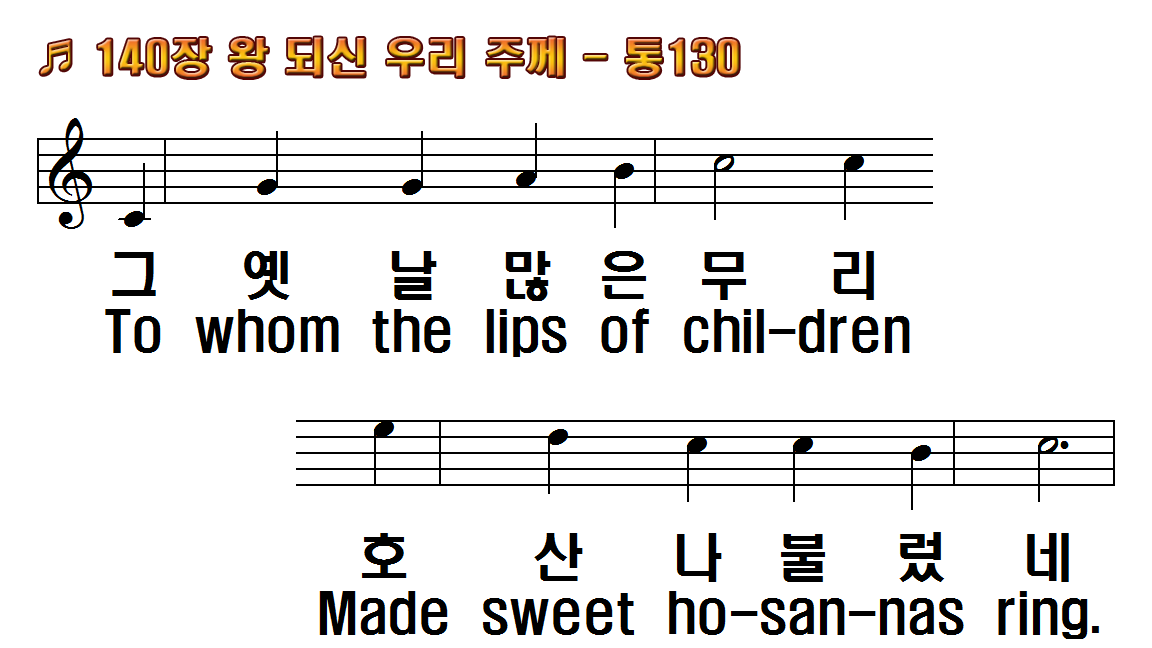 140장 왕 되신 우리 주께 - 통130
그 옛 날 많 은 무 리
To whom the lips of chil-dren
호 산 나 불 렀 네
Made sweet ho-san-nas ring.